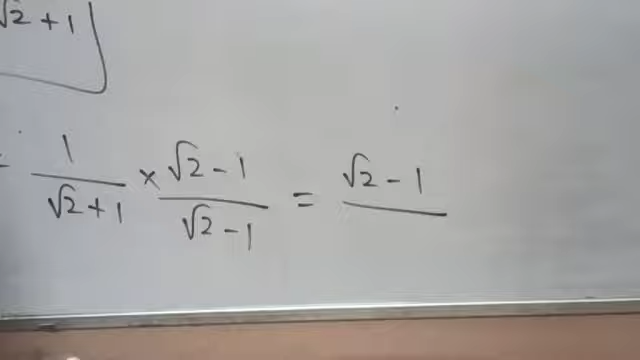 √2 + 1
= 1/(√2 + 1) × (√2 - 1)/(√2 - 1) = (√2 - 1)/